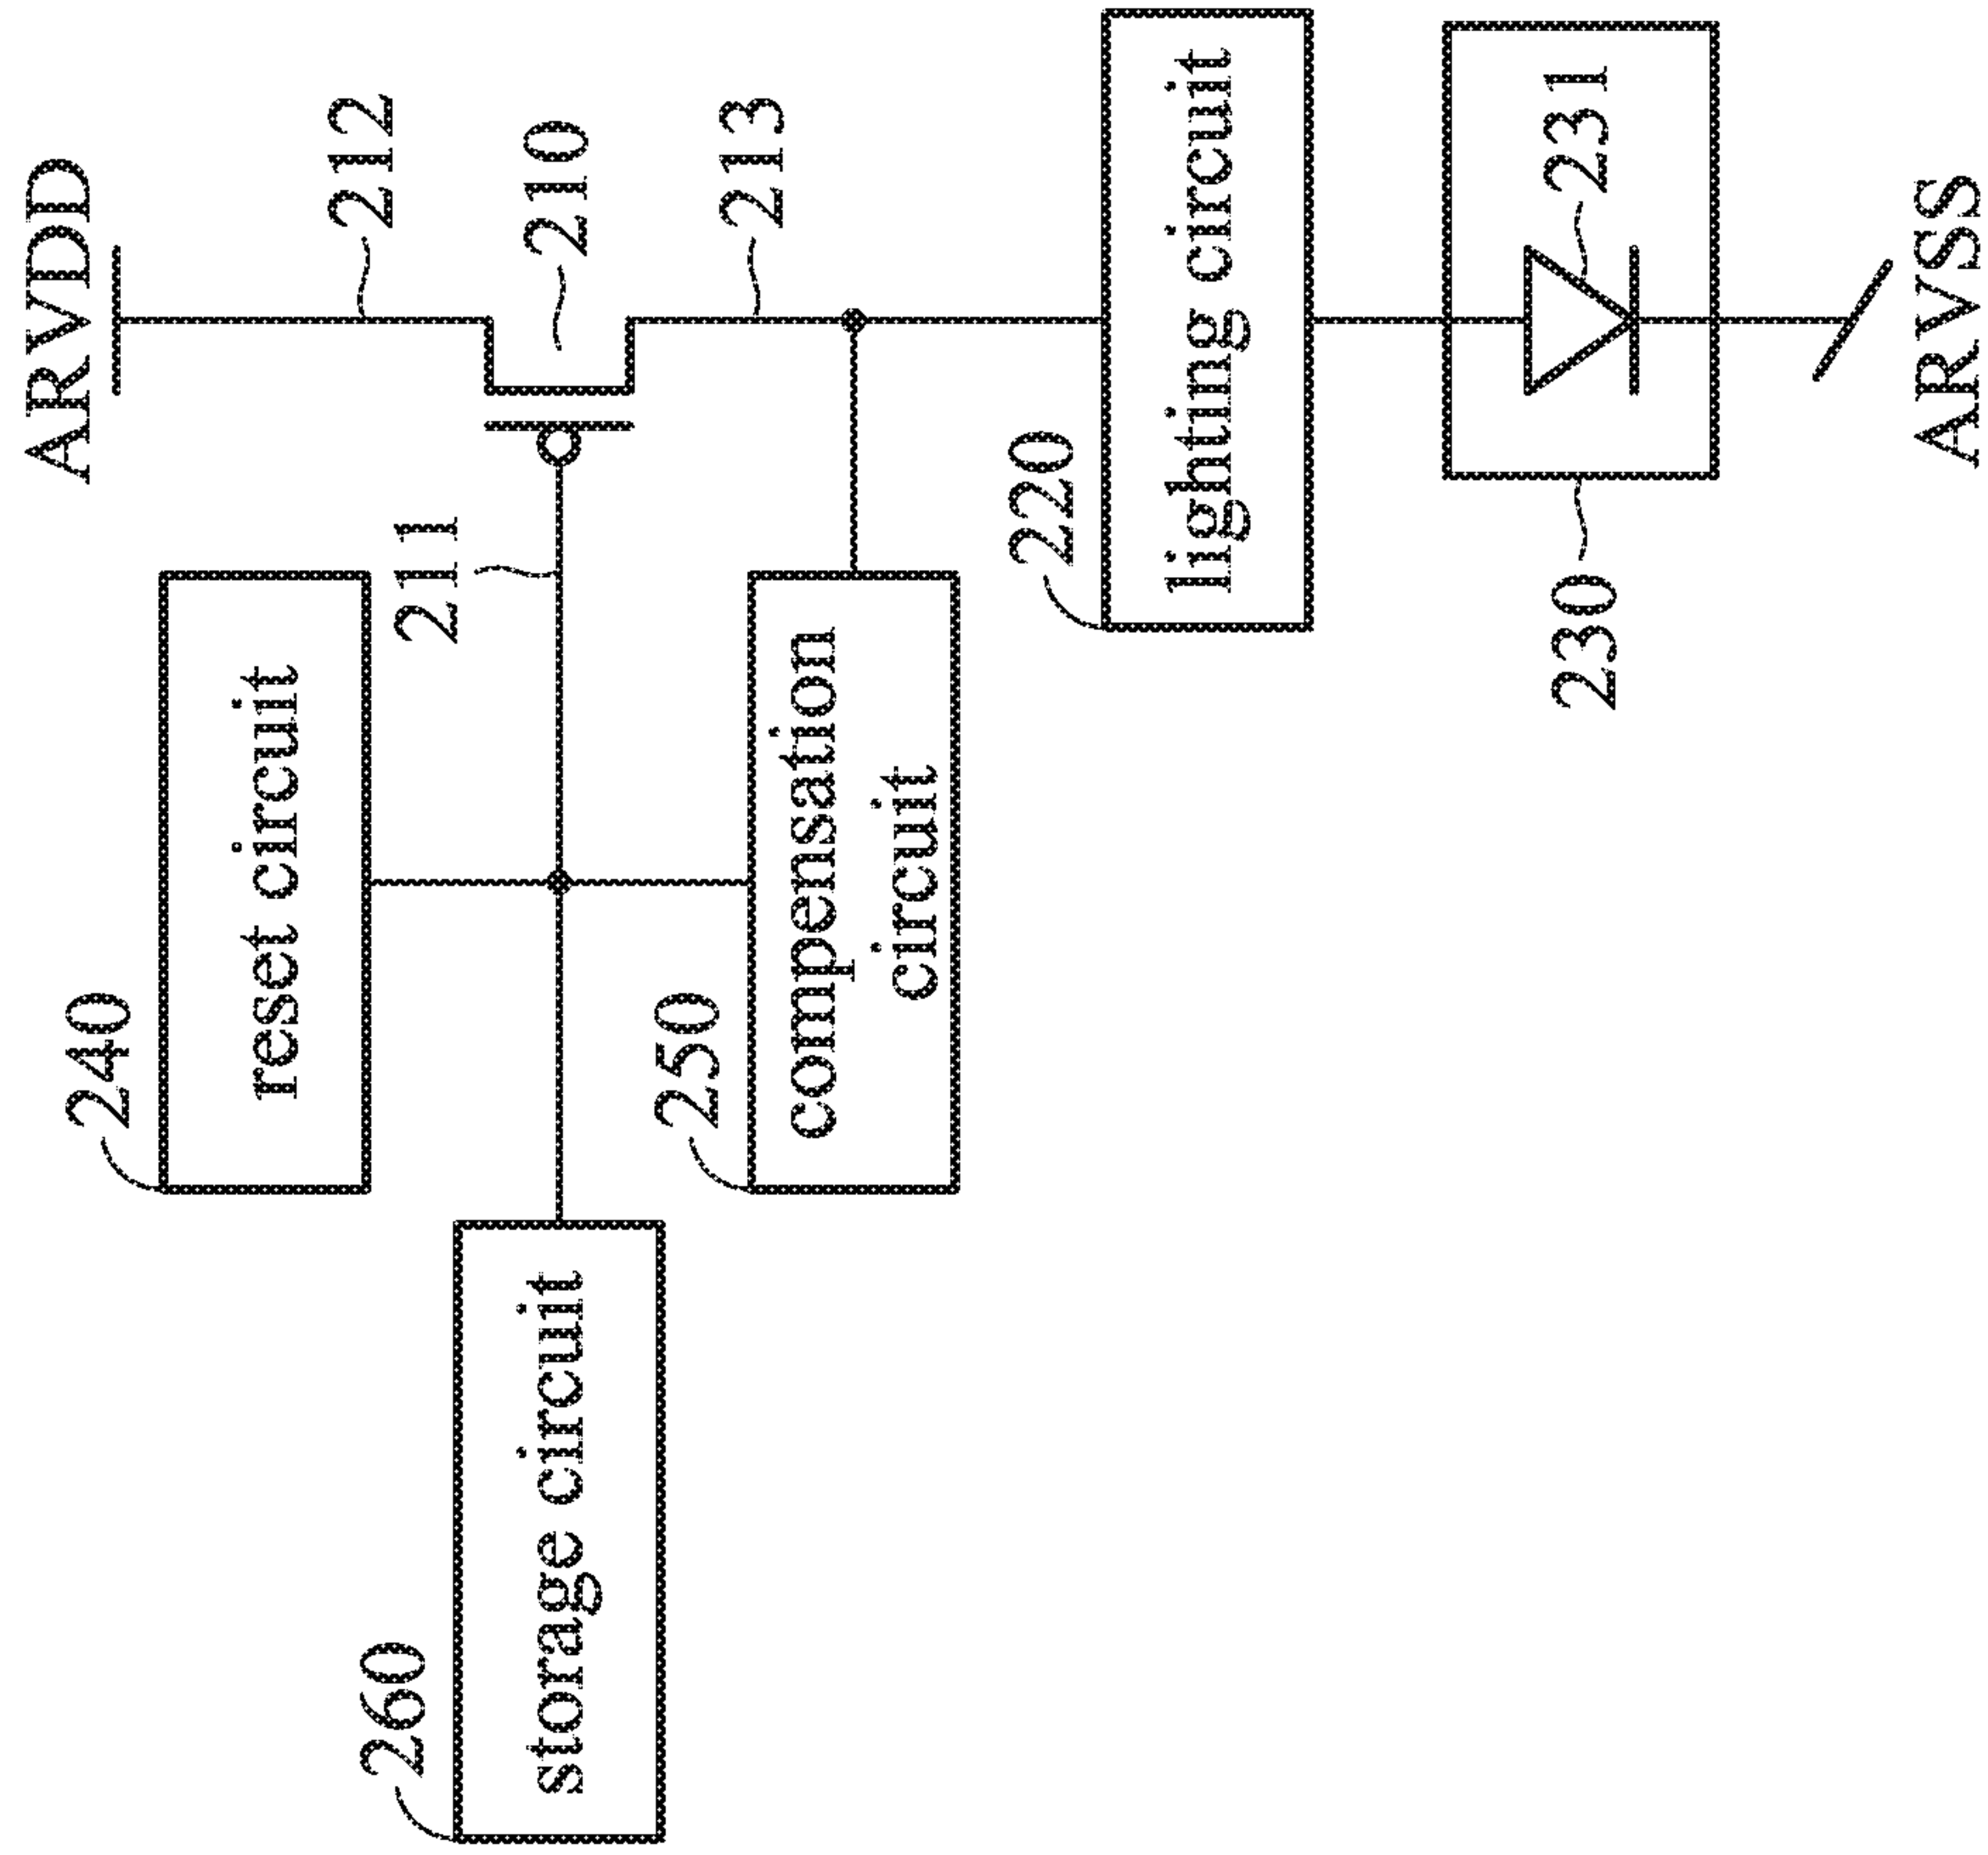 ARVDD
212
210
213
211
240
reset circuit
250
compensation
circuit
260
storage circuit
220
lighting circuit
231
230
ARVSS